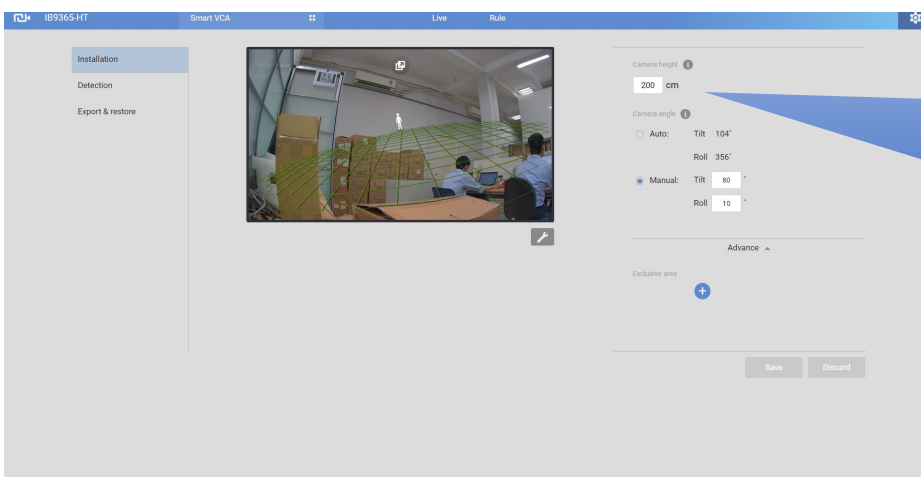 IB9365-HT Smart VCA Live Rule
Installation
Detection
Export & restore
Camera height i
200 cm
Camera angle i
Auto: Tilt 104°
Roll 356°
Manual: Tilt 80 °
Roll 10 °
Advance
Exclusive area
Save Discard